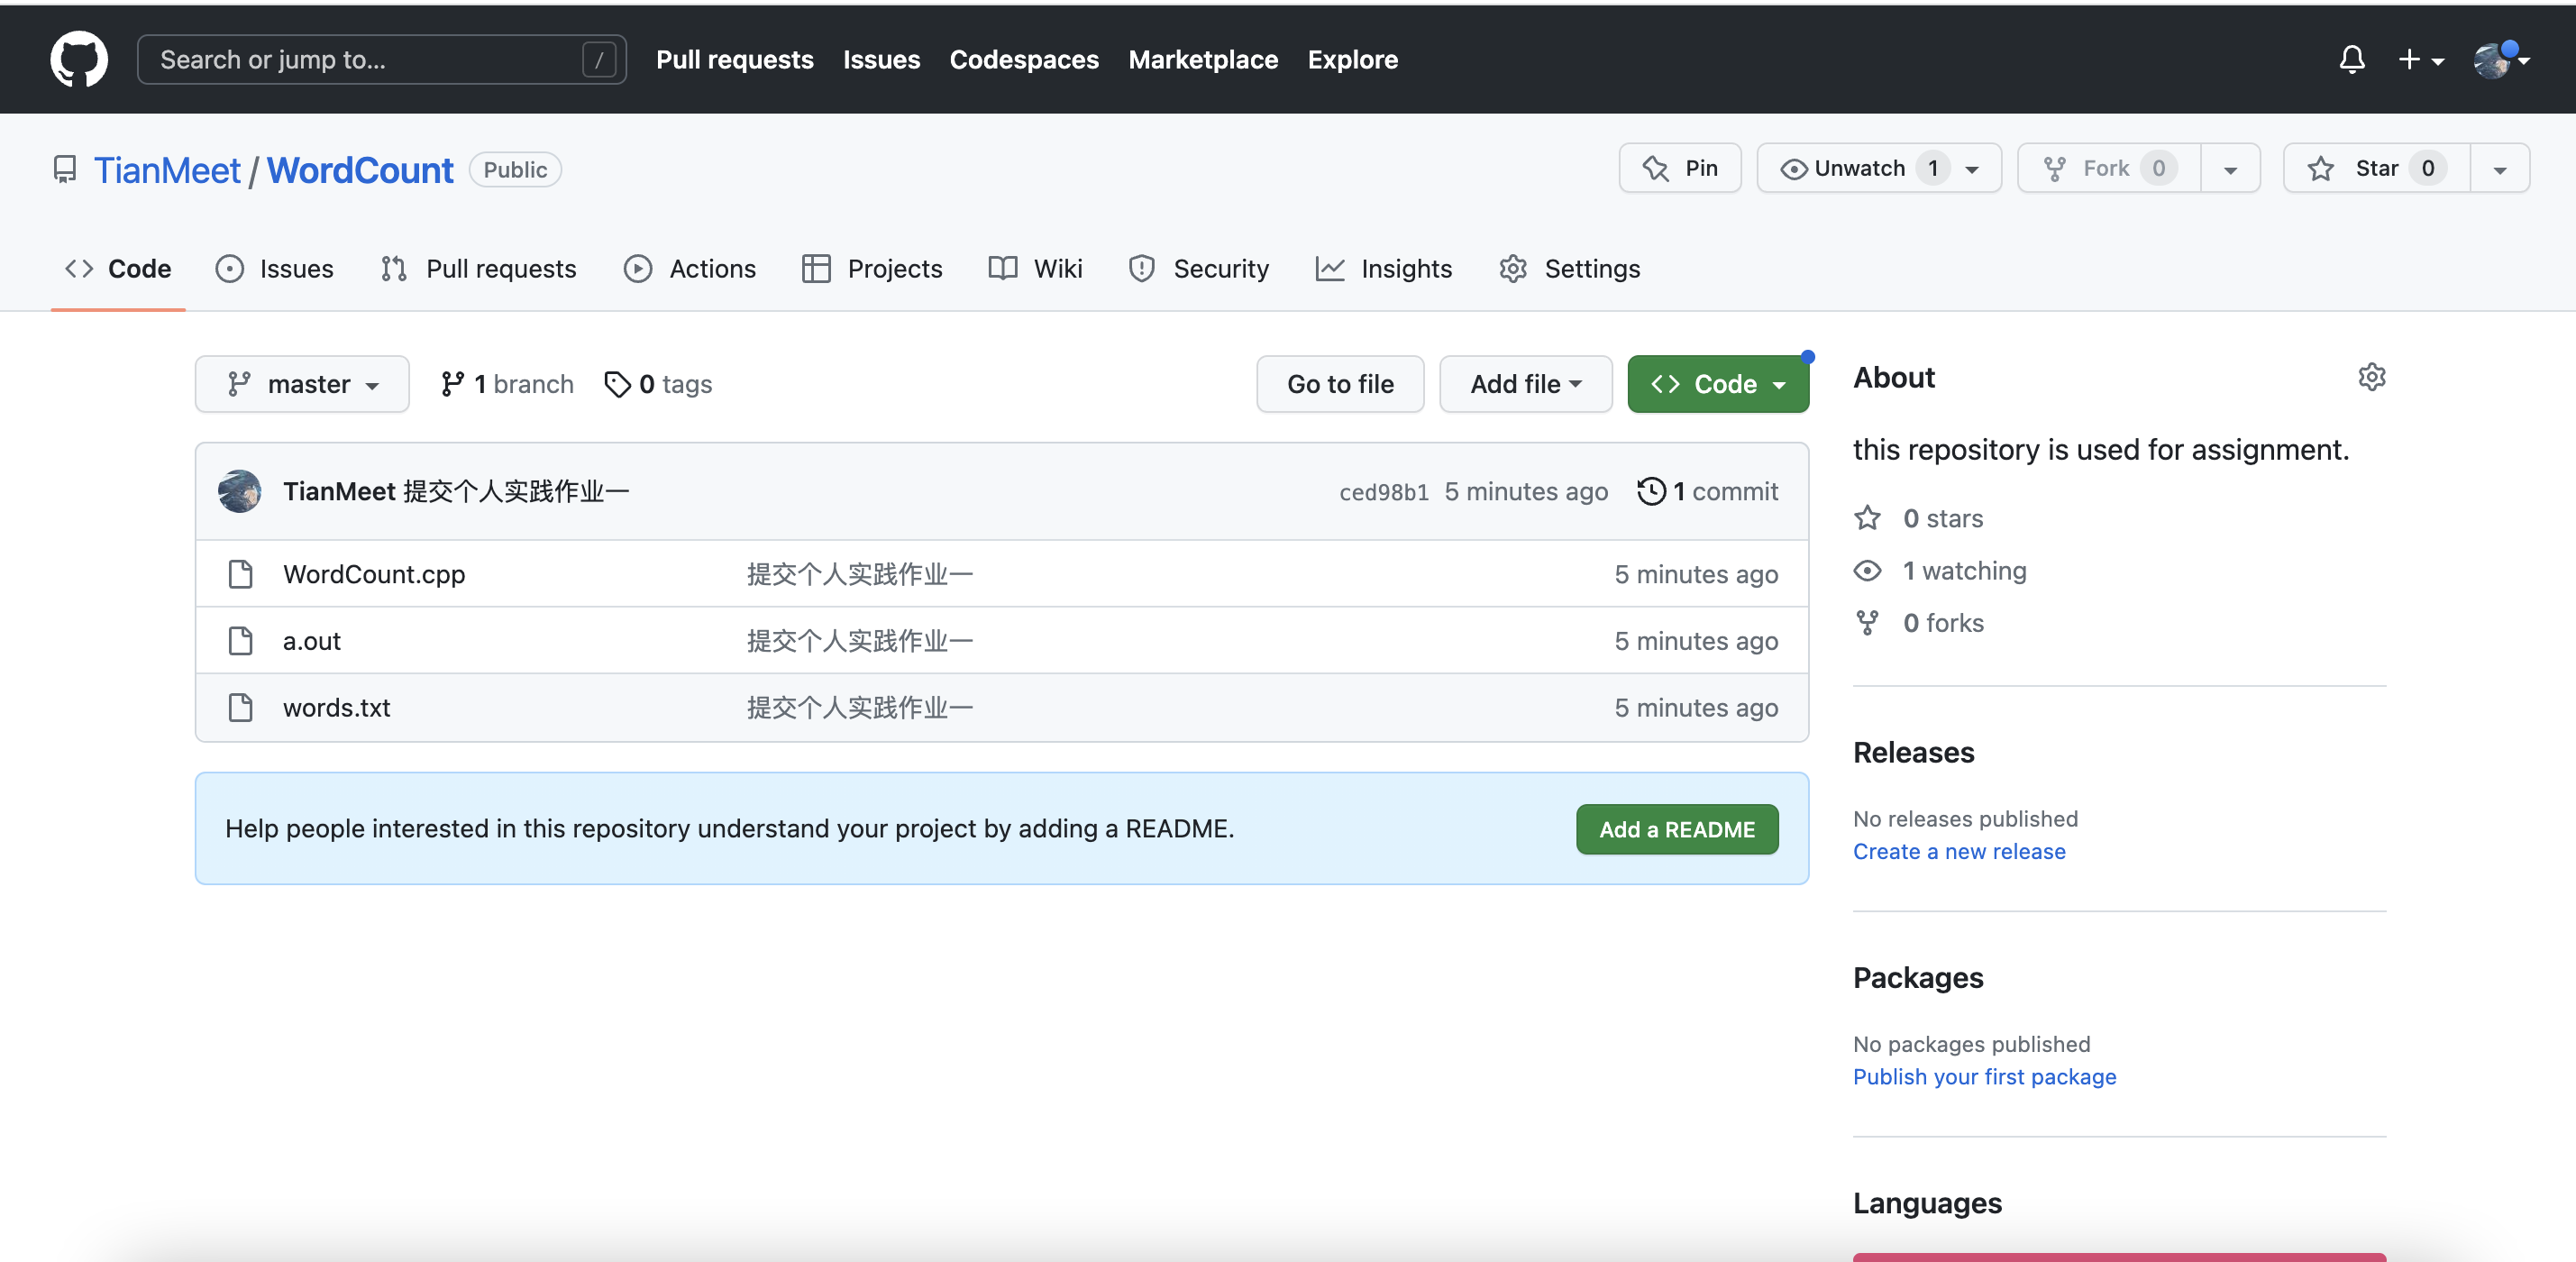 Search or jump to... / Pull requests Issues Codespaces Marketplace Explore
TianMeet / WordCount Public Pin Unwatch 1 Fork 0 Star 0
Code Issues Pull requests Actions Projects Wiki Security Insights Settings
master 1 branch 0 tags Go to file Add file Code
TianMeet 提交个人实践作业一 ced98b1 5 minutes ago 1 commit
WordCount.cpp 提交个人实践作业一 5 minutes ago
a.out 提交个人实践作业一 5 minutes ago
words.txt 提交个人实践作业一 5 minutes ago
Help people interested in this repository understand your project by adding a README. Add a README
About
this repository is used for assignment.
0 stars
1 watching
0 forks
Releases
No releases published
Create a new release
Packages
No packages published
Publish your first package
Languages